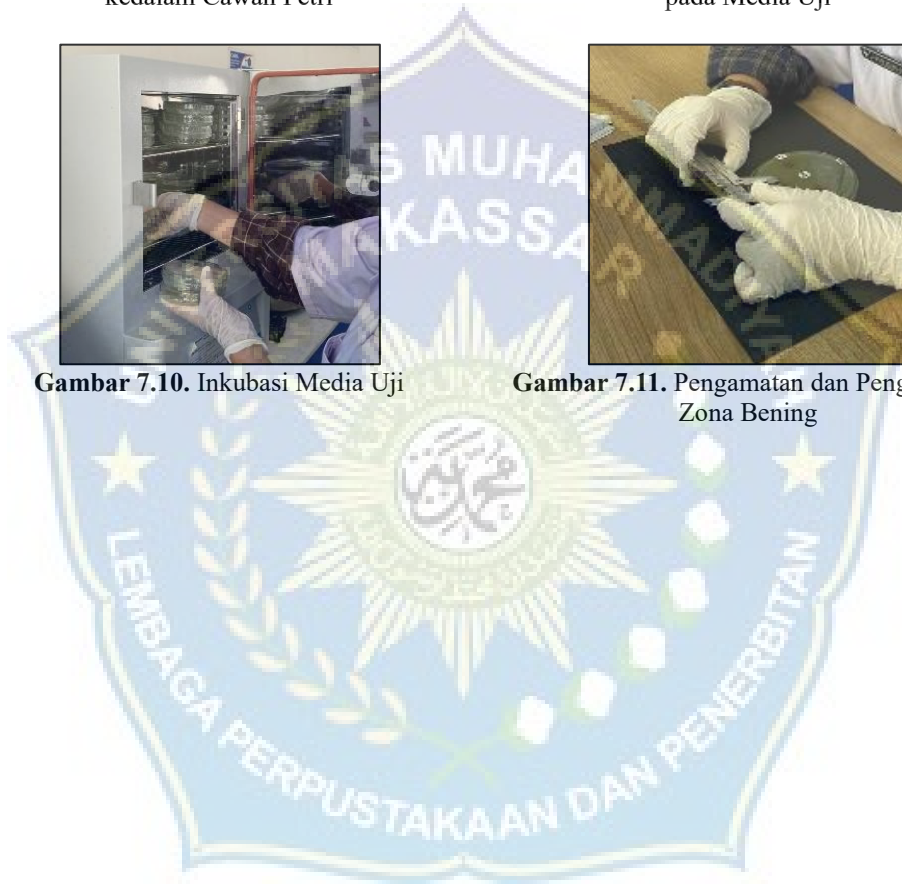 kedalam Cawan Petri
pada Media Uji
Gambar 7.10. Inkubasi Media Uji
Gambar 7.11. Pengamatan dan Peng
Zona Bening
S MUHA
KASSA
LEMBAGA PERPUSTAKAAN DAN PENERBITAN